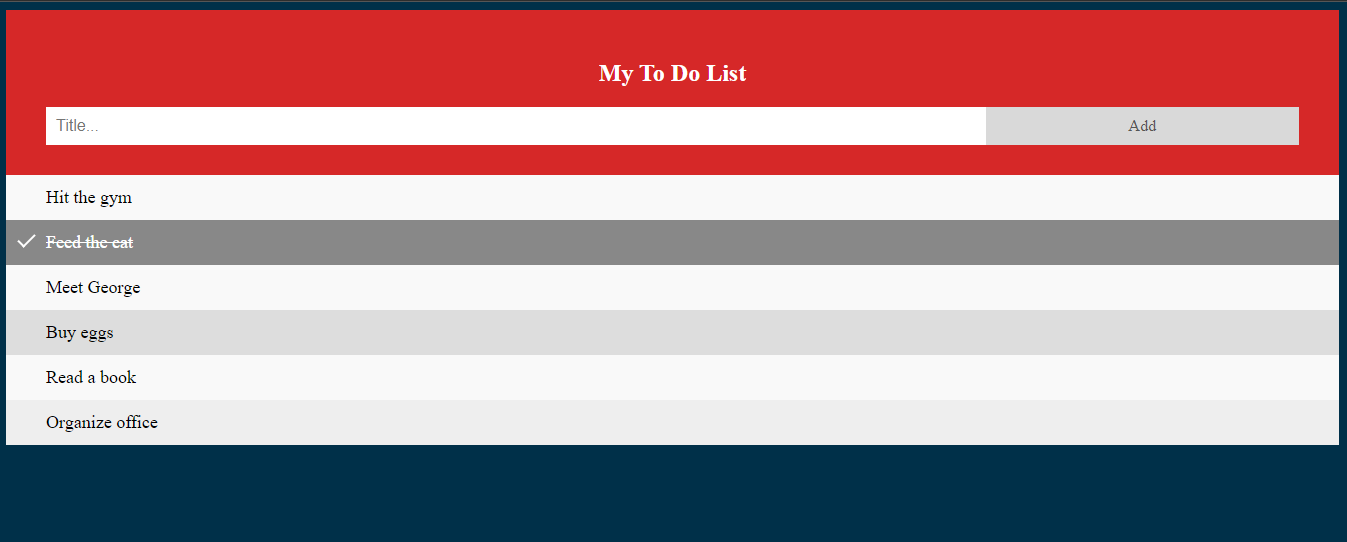 My To Do List
Title...
Add
Hit the gym
Feed the cat
Meet George
Buy eggs
Read a book
Organize office